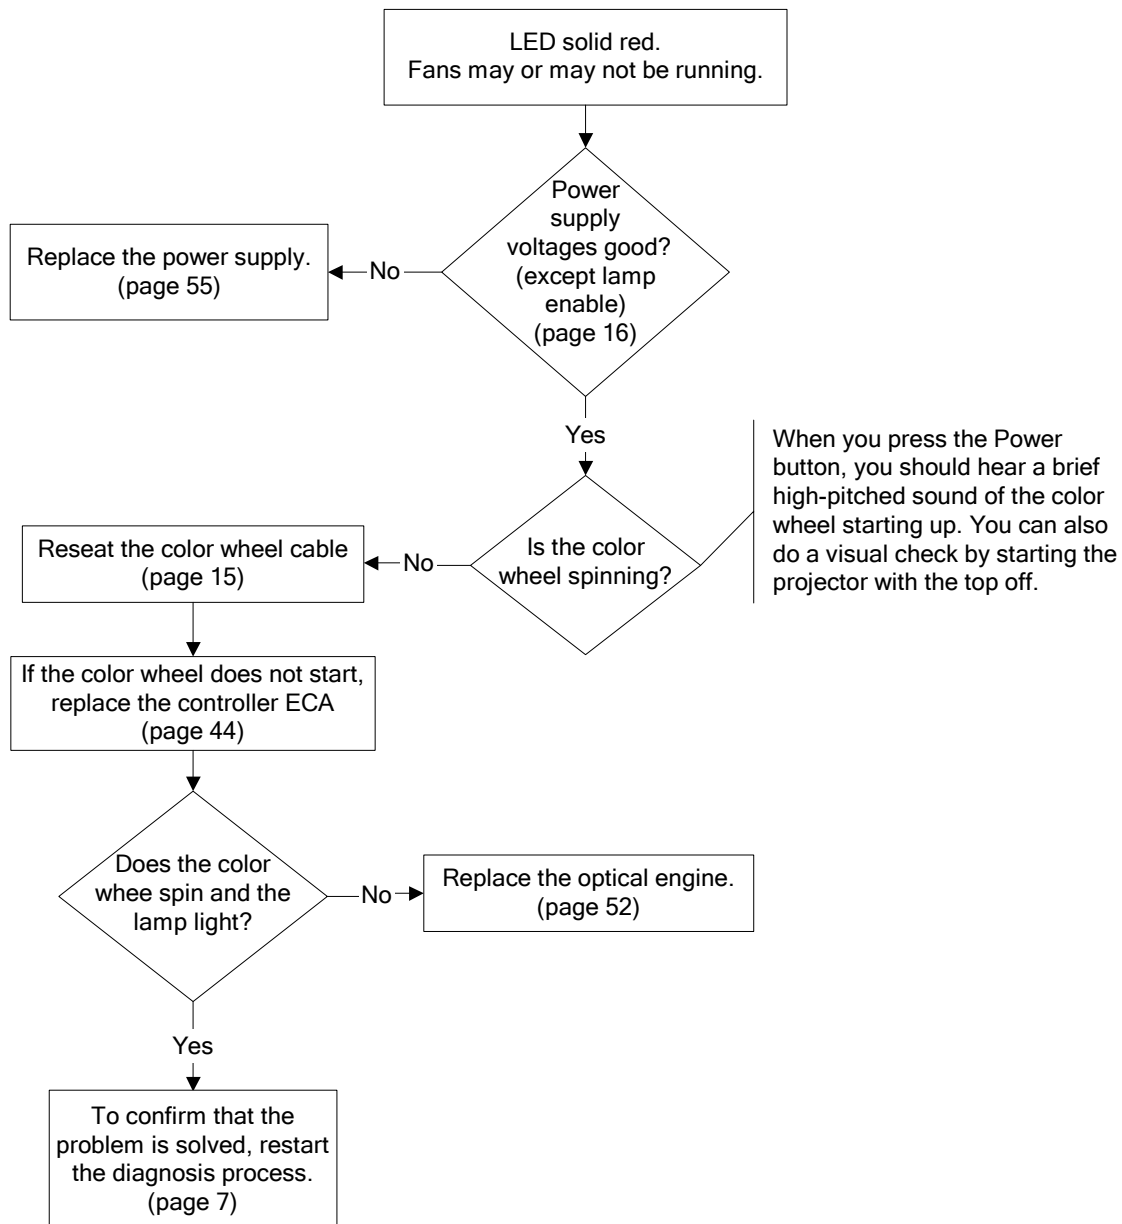 LED solid red.
Fans may or may not be running.
Power
supply
voltages good?
(except lamp
enable)
(page 16)
No
Replace the power supply.
(page 55)
Yes
When you press the Power
button, you should hear a brief
high-pitched sound of the color
wheel starting up. You can also
do a visual check by starting the
projector with the top off.
Is the color
wheel spinning?
No
Reseat the color wheel cable
(page 15)
If the color wheel does not start,
replace the controller ECA
(page 44)
Does the color
whee spin and the
lamp light?
No
Replace the optical engine.
(page 52)
Yes
To confirm that the
problem is solved, restart
the diagnosis process.
(page 7)